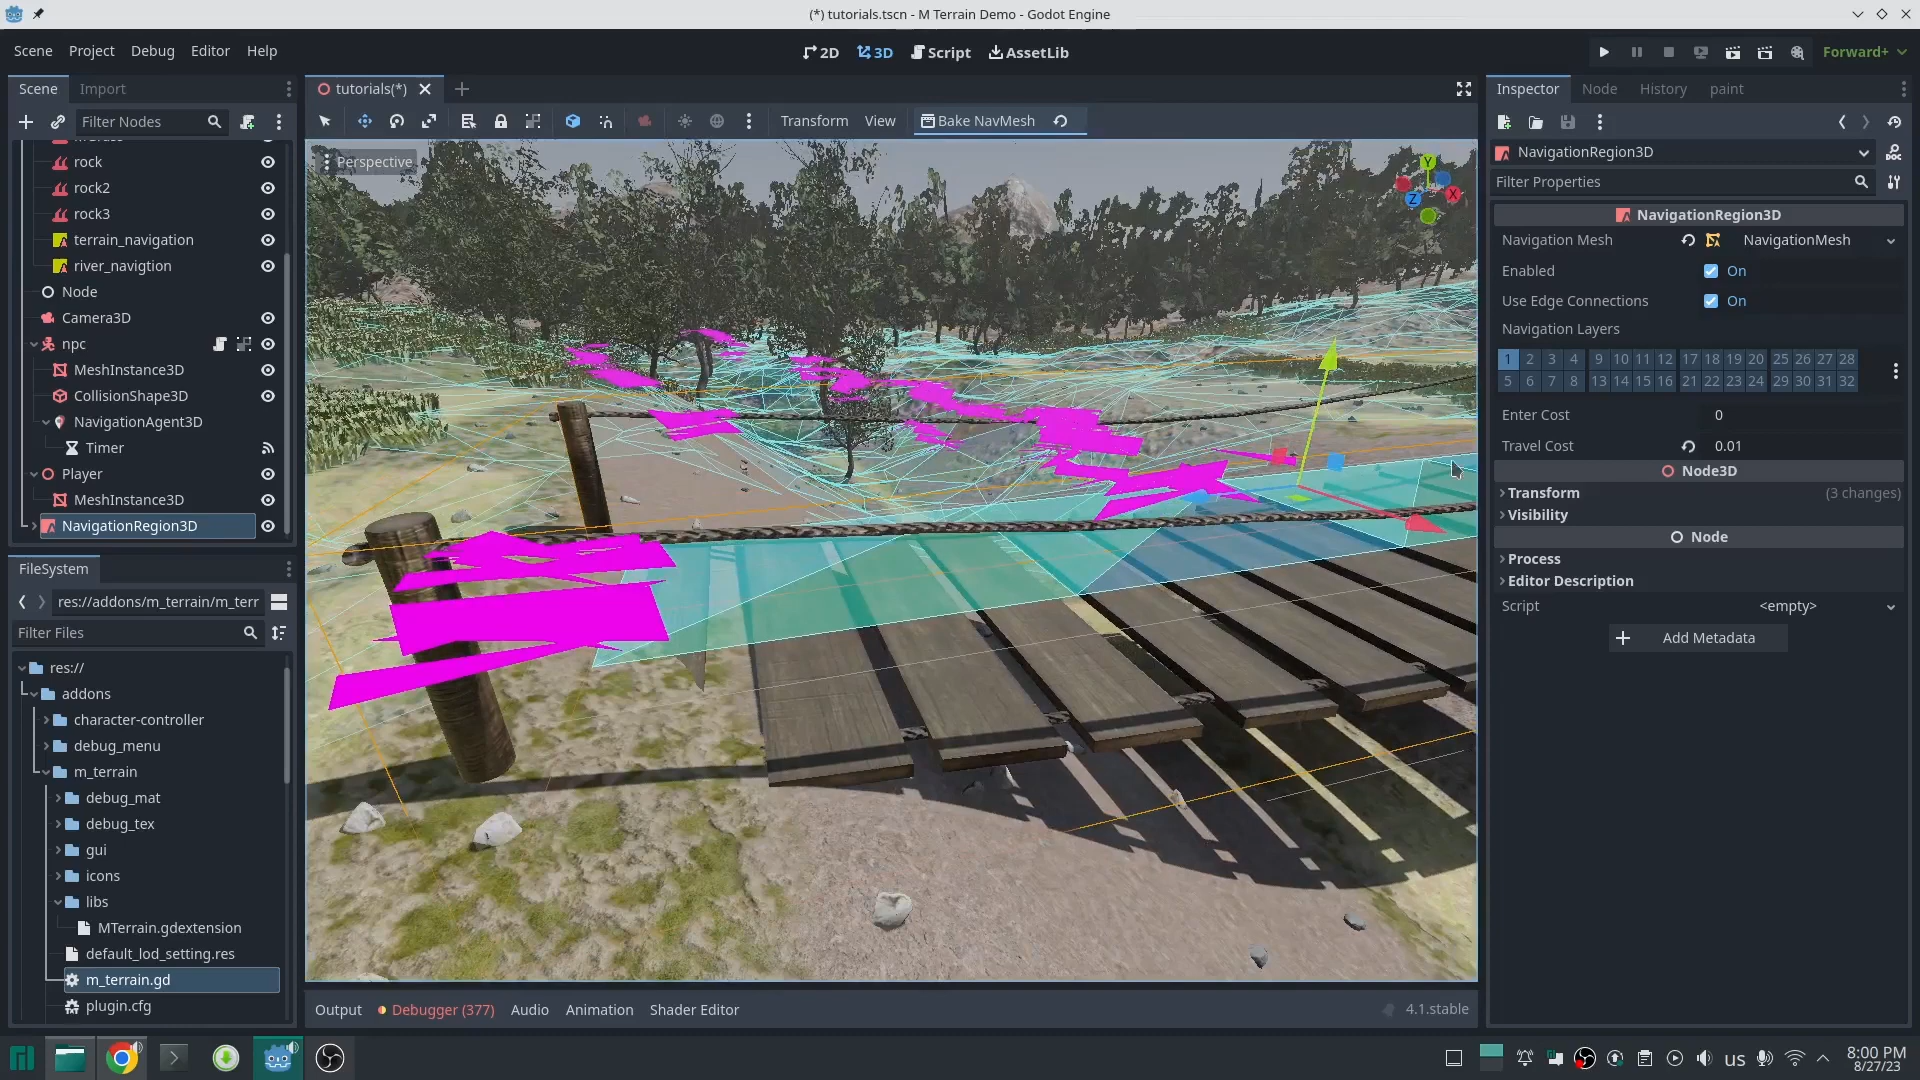 (*) tutorials.tscn - M Terrain Demo - Godot Engine
Scene Project Debug Editor Help
2D 3D Script AssetLib
Forward+
Scene Import
Filter Nodes
rock
rock2
rock3
terrain_navigation
river_navigtion
Node
Camera3D
npc
MeshInstance3D
CollisionShape3D
NavigationAgent3D
Timer
Player
MeshInstance3D
NavigationRegion3D
FileSystem
res://addons/m_terrain/m_terr
Filter Files
res://
addons
character-controller
debug_menu
m_terrain
debug_mat
debug_tex
gui
icons
libs
MTerrain.gdextension
default_lod_setting.res
m_terrain.gd
plugin.cfg
tutorials(*)
Transform View Bake NavMesh
Perspective
Y
X
Z
Output Debugger (377) Audio Animation Shader Editor
4.1.stable
Inspector Node History paint
NavigationRegion3D
Filter Properties
NavigationRegion3D
Navigation Mesh NavigationMesh
Enabled On
Use Edge Connections On
Navigation Layers
1 2 3 4 9 10 11 12 17 18 19 20 25 26 27 28
5 6 7 8 13 14 15 16 21 22 23 24 29 30 31 32
Enter Cost 0
Travel Cost 0.01
Node3D
Transform (3 changes)
Visibility
Node
Process
Editor Description
Script <empty>
Add Metadata
us
8:00 PM
8/27/23